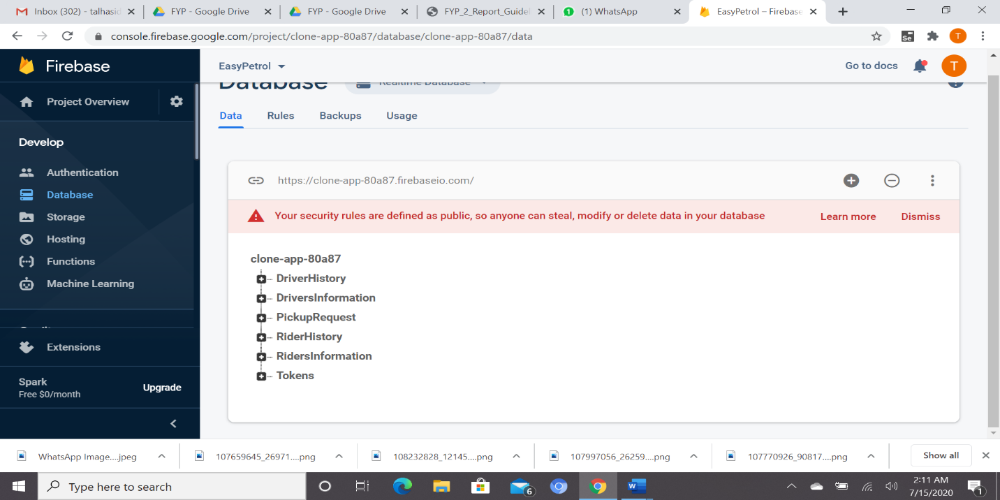 Inbox (302) - talhasid
FYP - Google Drive
FYP - Google Drive
FYP_2_Report_Guidel
(1) WhatsApp
EasyPetrol – Firebase
console.firebase.google.com/project/clone-app-80a87/database/clone-app-80a87/data
Se
T
Firebase
EasyPetrol
Go to docs
T
Database
Realtime Database
Project Overview
Data
Rules
Backups
Usage
Develop
Authentication
Database
Storage
Hosting
Functions
Machine Learning
Extensions
Spark
Free $0/month
Upgrade
https://clone-app-80a87.firebaseio.com/
Your security rules are defined as public, so anyone can steal, modify or delete data in your database
Learn more
Dismiss
clone-app-80a87
DriverHistory
DriversInformation
PickupRequest
RiderHistory
RidersInformation
Tokens
WhatsApp Image....jpeg
107659645_26971....png
108232828_12145....png
107997056_26259....png
107770926_90817....png
Show all
Type here to search
6
2:11 AM
7/15/2020
1